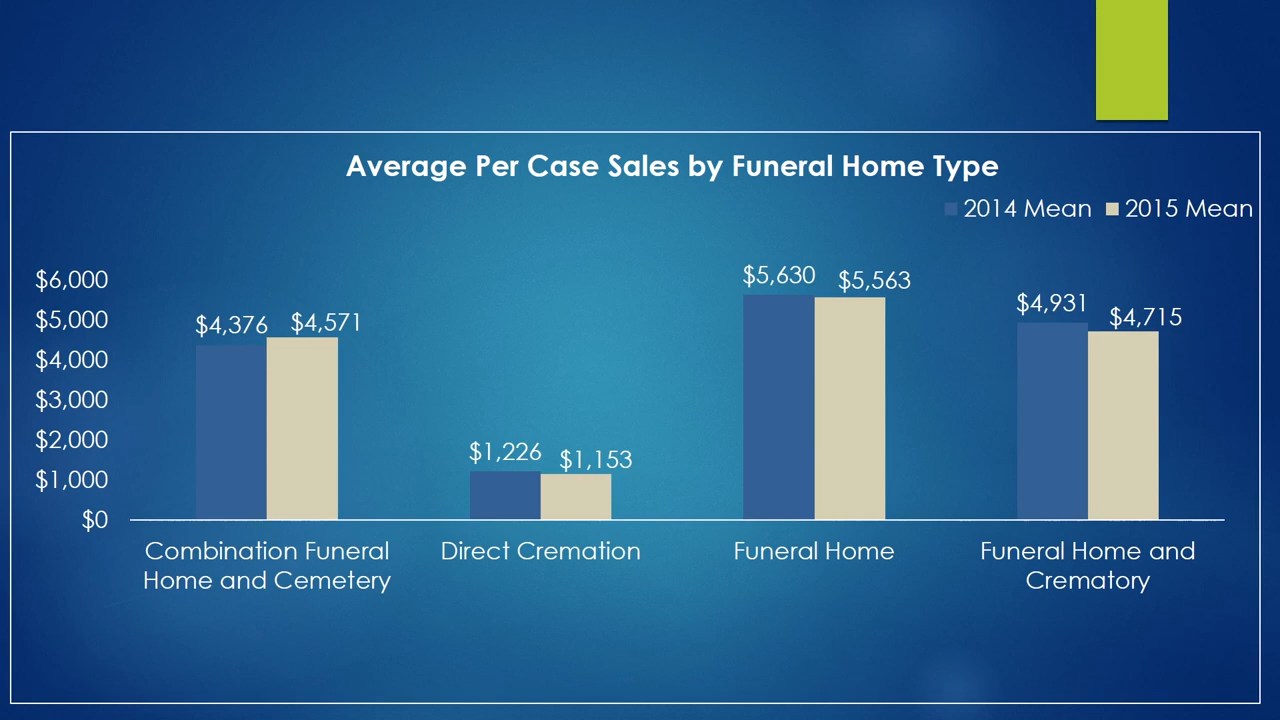 Average Per Case Sales by Funeral Home Type
2014 Mean 2015 Mean
$6,000
$5,000
$4,000
$3,000
$2,000
$1,000
$0
$4,376 $4,571
$1,226 $1,153
$5,630 $5,563
$4,931 $4,715
Combination Funeral
Home and Cemetery
Direct Cremation
Funeral Home
Funeral Home and
Crematory